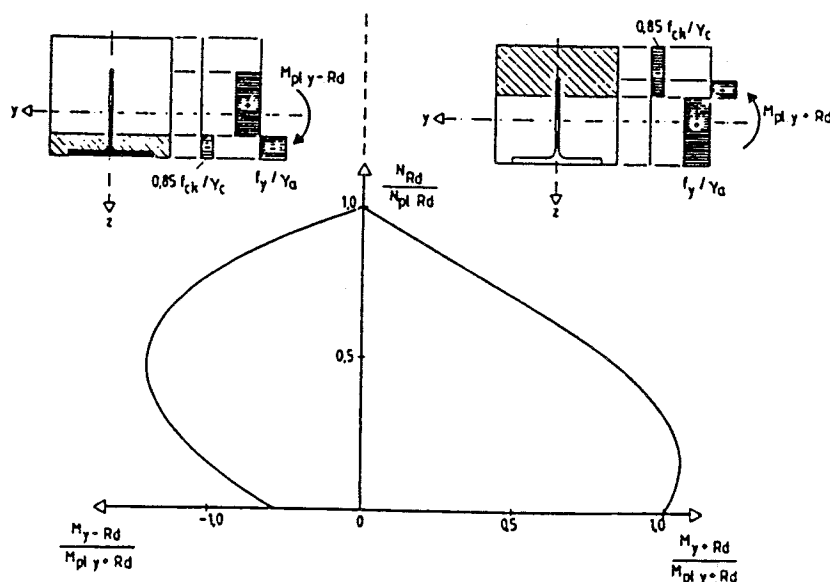 0,85 f_ck/γ_c
M_pl y- Rd
y
M_pl y+ Rd
y
0,85 f_ck/γ_c
f_y/γ_a
f_y/γ_a
z
z
N_Rd
N_pl Rd
1,0
0,5
-1,0
0
0,5
1,0
M_y- Rd
M_pl y+ Rd
M_y+ Rd
M_pl y+ Rd